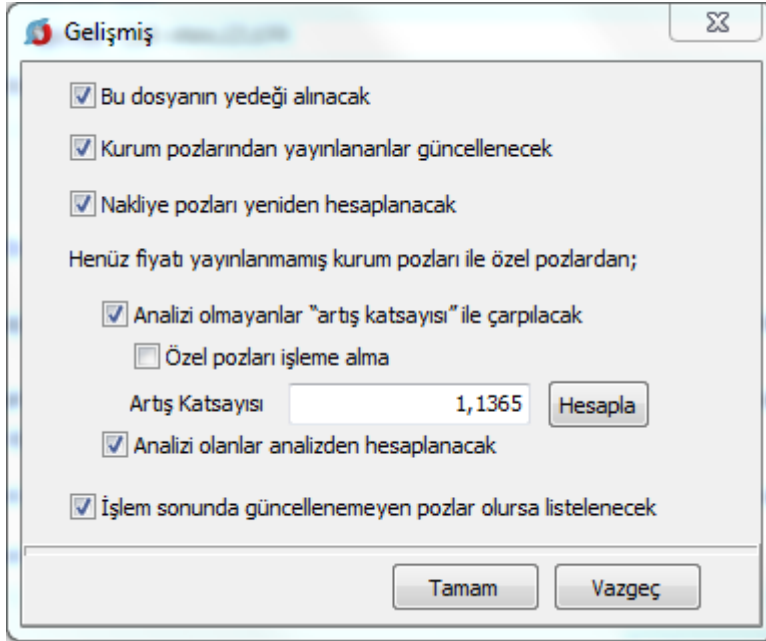 Gelişmiş
Bu dosyanın yedeği alınacak
Kurum pozlarından yayınlananlar güncellenecek
Nakliye pozları yeniden hesaplanacak
Henüz fiyatı yayınlanmamış kurum pozları ile özel pozlardan;
Analizi olmayanlar “artış katsayısı” ile çarpılacak
Özel pozları işleme alma
Artış Katsayısı 1,1365 Hesapla
Analizi olanlar analizden hesaplanacak
İşlem sonunda güncellenemeyen pozlar olursa listelenecek
Tamam Vazgeç